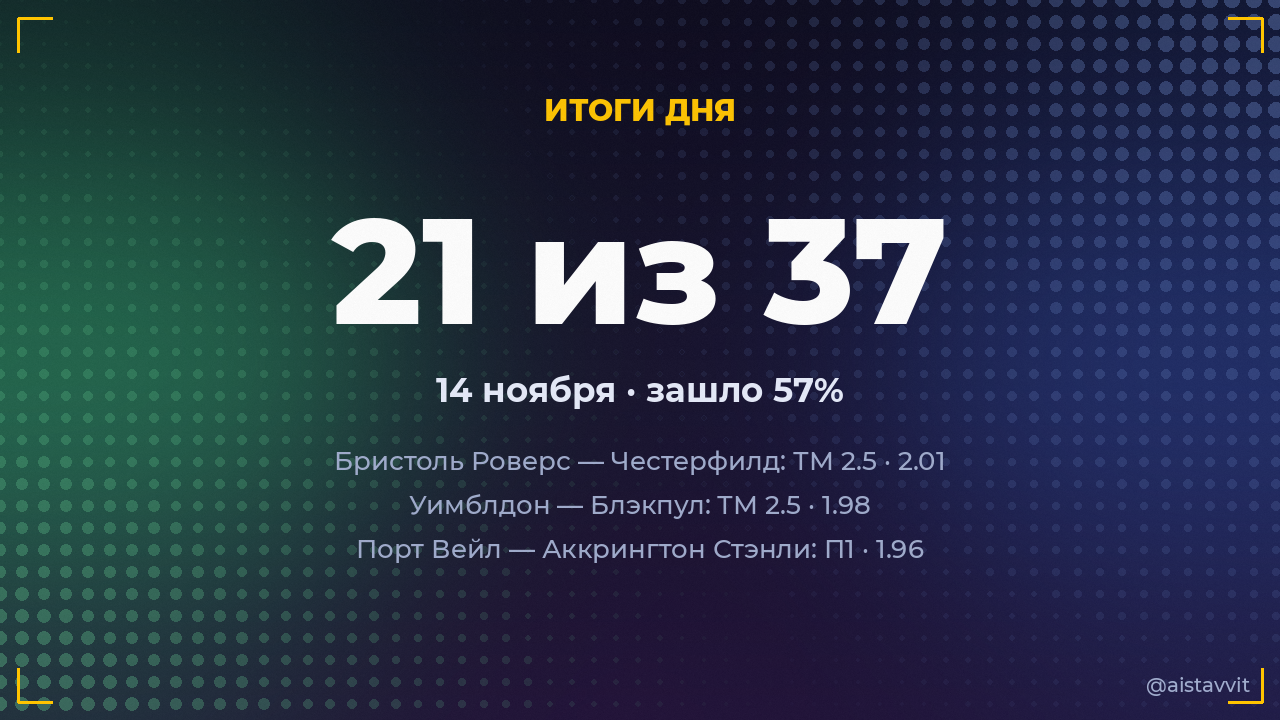 ИТОГИ ДНЯ
21 из 37
14 ноября · зашло 57%
Бристоль Роверс — Честерфилд: ТМ 2.5 · 2.01
Уимблдон — Блэкпул: ТМ 2.5 · 1.98
Порт Вейл — Аккрингтон Стэнли: П1 · 1.96
@aistavvit